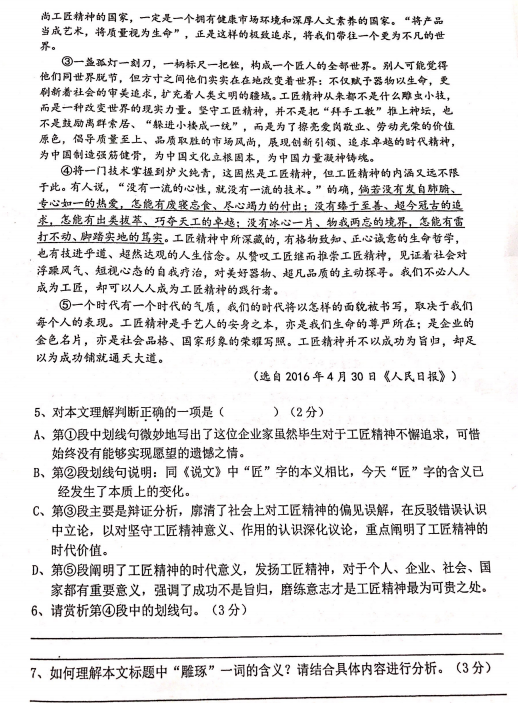 尚工匠精神的国家，一定是一个拥有健康市场环境和深厚人文素养的国家。“将产品
当成艺术，将质量视为生命”，正是这样的极致追求，将我们带往一个更为不凡的世
界。
③一盏孤灯一刻刀，一柄标尺一把锉，构成一个匠人的全部世界。别人可能觉得
他们同世界脱节，但方寸之间他们实实在在地改变着世界：不仅赋予器物以生命，更
刷新着社会的审美追求，扩充着人类文明的疆域。工匠精神从来都不是什么雕虫小技，
而是一种改变世界的现实力量。坚守工匠精神，并不是把“拜手工教”推上神坛，也
不是鼓励离群索居、“躲进小楼成一统”，而是为了擦亮爱岗敬业、劳动光荣的价值
原色，倡导质量至上、品质取胜的市场风尚，展现创新引领、追求卓越的时代精神，
为中国制造强筋健骨，为中国文化立根固本，为中国力量凝神铸魂。
④将一门技术掌握到炉火纯青，这固然是工匠精神，但工匠精神的内涵又远不限
于此。有人说，“没有一流的心性，就没有一流的技术。”的确，倘若没有发自肺腑、
专心如一的热爱，怎能有废寝忘食、尽心竭力的付出；没有臻于至善、超今冠古的追
求，怎能有出类拔萃、巧夺天工的卓越；没有冰心一片、物我两忘的境界，怎能有雷
打不动、脚踏实地的笃实。工匠精神中所深藏的，有格物致知、正心诚意的生命哲学，
也有技进乎道、超然达观的人生信念。从赞叹工匠继而推崇工匠精神，见证着社会对
浮躁风气、短视心态的自我疗治，对美好器物、超凡品质的主动探寻。我们不必人人
成为工匠，却可以人人成为工匠精神的践行者。
⑤一个时代有一个时代的气质，我们的时代将以怎样的面貌被书写，取决于我们
每个人的表现。工匠精神是手艺人的安身之本，亦是我们生命的尊严所在；是企业的
金色名片，亦是社会品格、国家形象的荣耀写照。工匠精神并不以成功为旨归，却足
以为成功铺就通天大道。
（选自 2016 年 4 月 30 日《人民日报》）
5、对本文理解判断正确的一项是（ ）（2 分）
A、第①段中划线句微妙地写出了这位企业家虽然毕生对于工匠精神不懈追求，可惜
始终没有能够实现愿望的遗憾之情。
B、第②段划线句说明：同《说文》中“匠”字的本义相比，今天“匠”字的含义已
经发生了本质上的变化。
C、第③段主要是辩证分析，廓清了社会上对工匠精神的偏见误解，在反驳错误认识
中立论，以对坚守工匠精神意义、作用的认识深化议论，重点阐明了工匠精神的
时代价值。
D、第⑤段阐明了工匠精神的时代意义，发扬工匠精神，对于个人、企业、社会、国
家都有重要意义，强调了成功不是旨归，磨练意志才是工匠精神最为可贵之处。
6、请赏析第④段中的划线句。（3 分）
7、如何理解本文标题中“雕琢”一词的含义？请结合具体内容进行分析。（3 分）